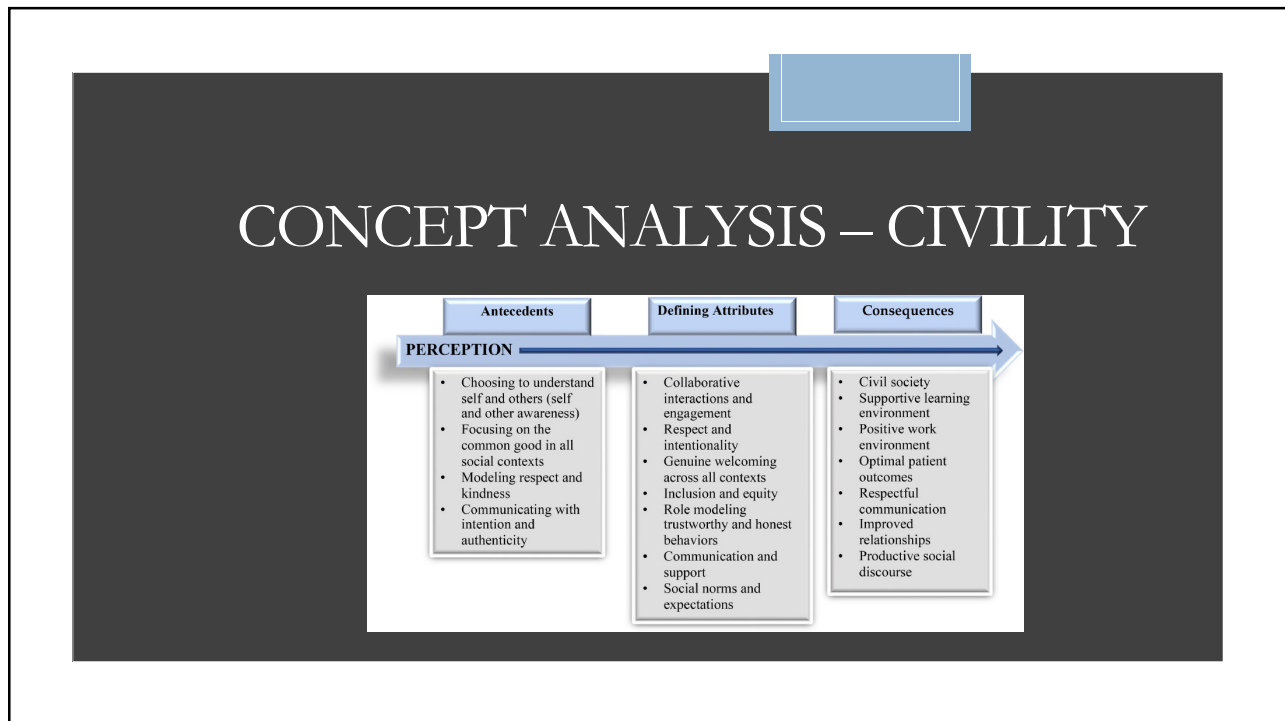 CONCEPT ANALYSIS – CIVILITY
Antecedents
Defining Attributes
Consequences
PERCEPTION
• Choosing to understand
self and others (self
and other awareness)
• Focusing on the
common good in all
social contexts
• Modeling respect and
kindness
• Communicating with
intention and
authenticity
• Collaborative
interactions and
engagement
• Respect and
intentionality
• Genuine welcoming
across all contexts
• Inclusion and equity
• Role modeling
trustworthy and honest
behaviors
• Communication and
support
• Social norms and
expectations
• Civil society
• Supportive learning
environment
• Positive work
environment
• Optimal patient
outcomes
• Respectful
communication
• Improved
relationships
• Productive social
discourse